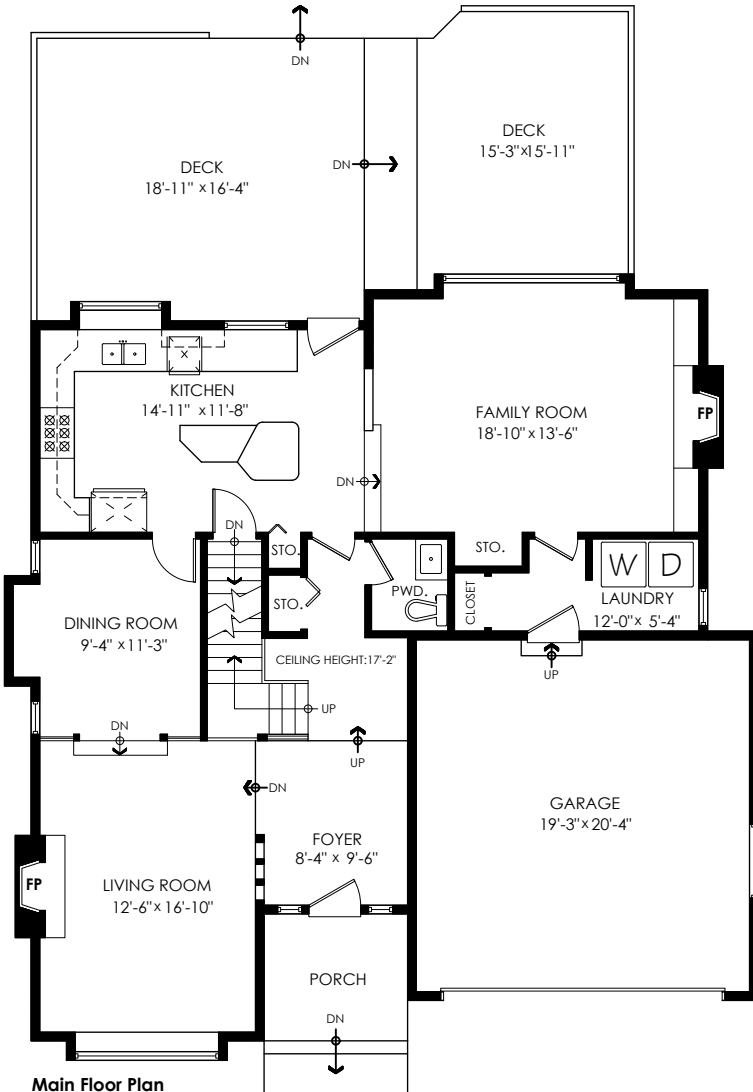 DN
DECK
15'-3"x15'-11"
DECK
18'-11" x 16'-4"
DN
KITCHEN
14'-11" x11'-8"
FAMILY ROOM
18'-10" x 13'-6"
FP
DN
DN
STO.
STO.
W D
PWD.
CLOSET
LAUNDRY
12'-0" x 5'-4"
STO.
DINING ROOM
9'-4" x 11'-3"
CEILING HEIGHT:17'-2"
UP
UP
DN
UP
DN
GARAGE
19'-3" x 20'-4"
FOYER
8'-4" x 9'-6"
FP
LIVING ROOM
12'-6"x 16'-10"
PORCH
DN
Main Floor Plan